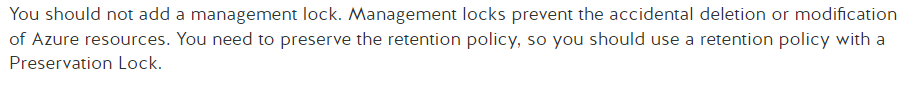 You should not add a management lock. Management locks prevent the accidental deletion or modification
of Azure resources. You need to preserve the retention policy, so you should use a retention policy with a
Preservation Lock.